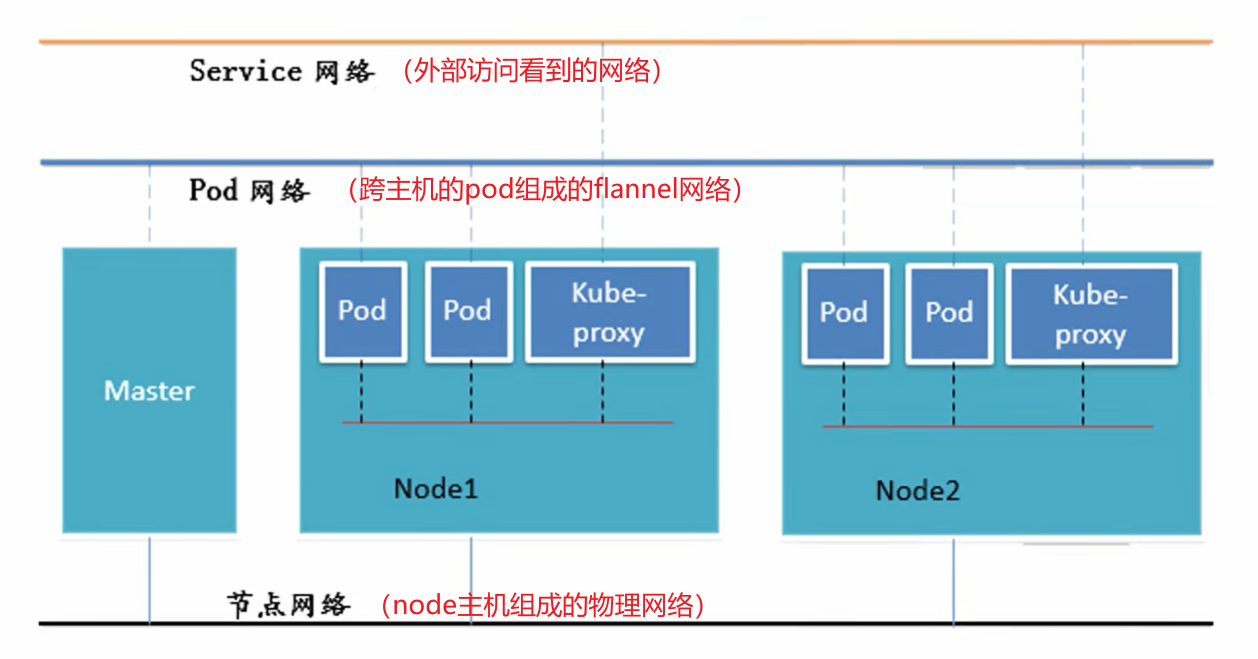 Service 网络 （外部访问看到的网络）
Pod 网络 （跨主机的pod组成的flannel网络）
Pod
Pod
Kube-
proxy
Pod
Pod
Kube-
proxy
Master
Node1
Node2
节点网络 （node主机组成的物理网络）